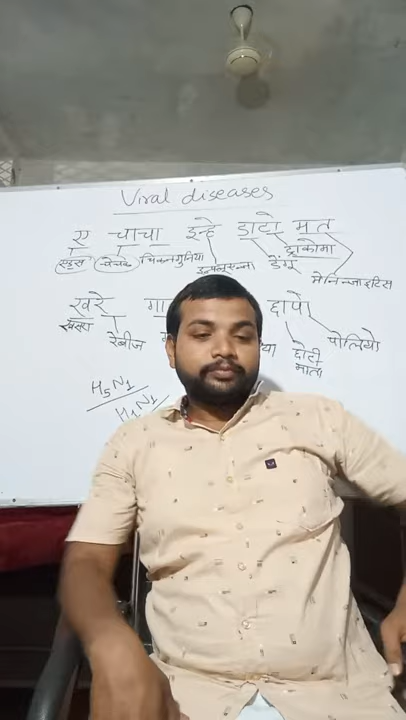 Viral diseases
ए चाचा इन्हे डाटो मत
एड्स चेचक चिकनगुनिया इन्फ्लूएन्जा डेंगू ट्राकोमा मेनिन्जाइटिस
खरे गा छापो
खसरा रेबीज या छोटी माता पोलियो
H5N1
H1N1